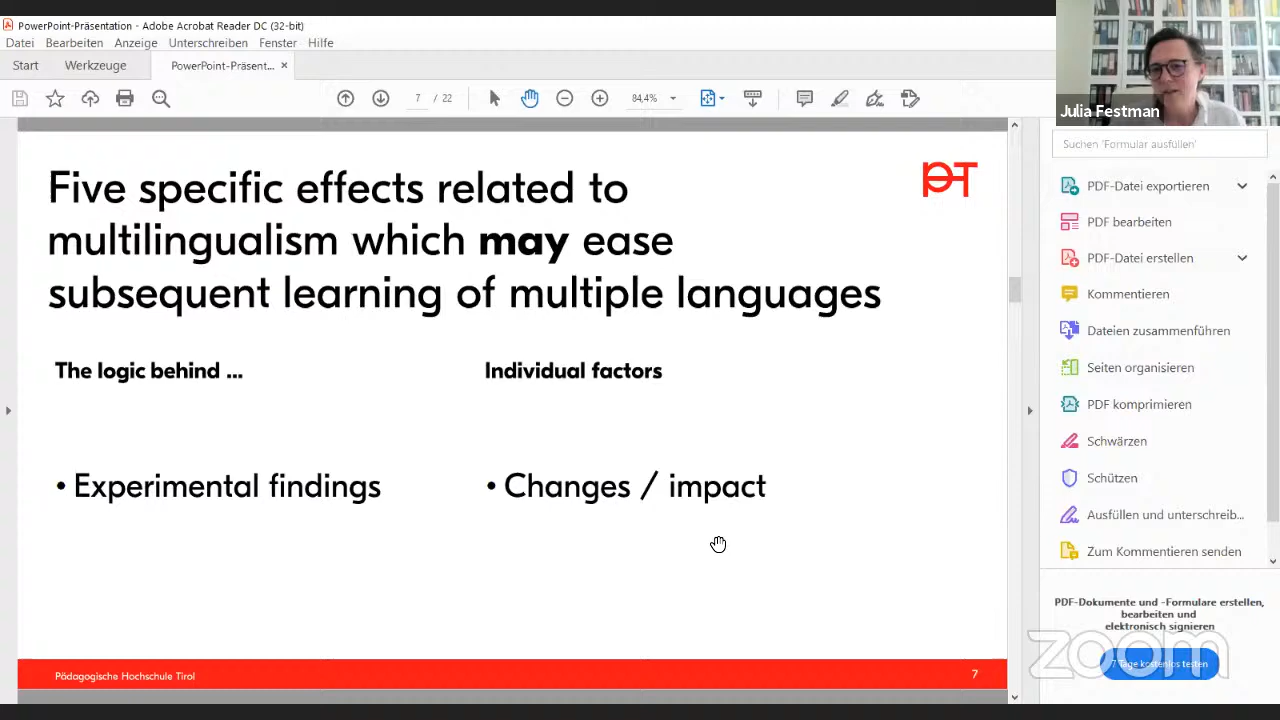 PowerPoint-Präsentation - Adobe Acrobat Reader DC (32-bit)
Datei Bearbeiten Anzeige Unterschreiben Fenster Hilfe
Start Werkzeuge PowerPoint-Präsent... ×
7 / 22 84,4%
Julia Festman
Five specific effects related to
multilingualism which may ease
subsequent learning of multiple languages
The logic behind ...
Individual factors
• Experimental findings
• Changes / impact
Pädagogische Hochschule Tirol
7
Suchen 'Formular ausfüllen'
PDF-Datei exportieren
PDF bearbeiten
PDF-Datei erstellen
Kommentieren
Dateien zusammenführen
Seiten organisieren
PDF komprimieren
Schwärzen
Schützen
Ausfüllen und unterschreib...
Zum Kommentieren senden
PDF-Dokumente und -Formulare erstellen,
bearbeiten und
elektronisch signieren
7 Tage kostenlos testen
zoom